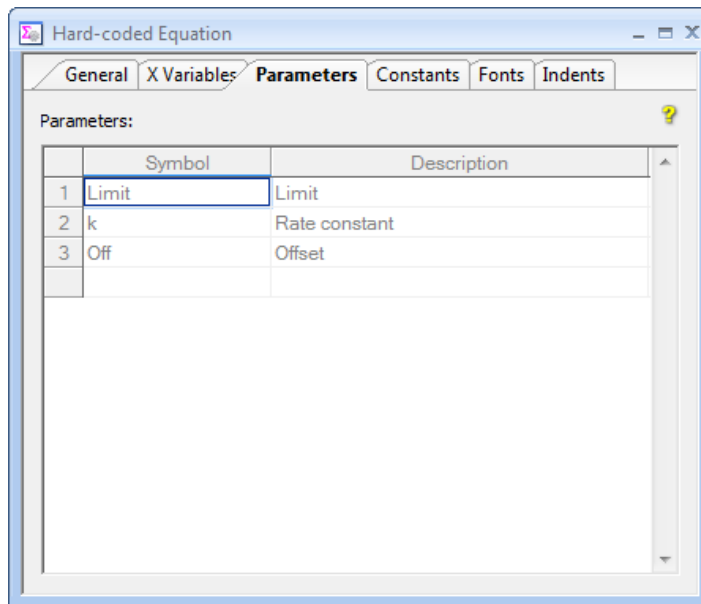 Hard-coded Equation
General X Variables Parameters Constants Fonts Indents
Parameters:
Symbol Description
1 Limit Limit
2 k Rate constant
3 Off Offset